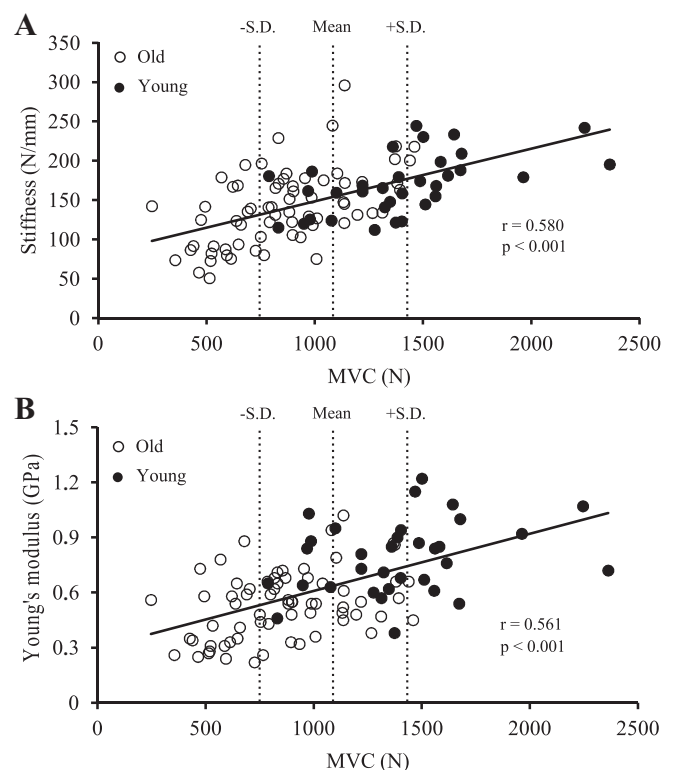 A
-S.D. Mean +S.D.
350
Old
300
Young
250
200
150
100
50
0
Stiffness (N/mm)
r = 0.580
p < 0.001
0 500 1000 1500 2000 2500
MVC (N)
B
-S.D. Mean +S.D.
1.5
Old
Young
1.2
0.9
0.6
0.3
0
Young's modulus (GPa)
r = 0.561
p < 0.001
0 500 1000 1500 2000 2500
MVC (N)